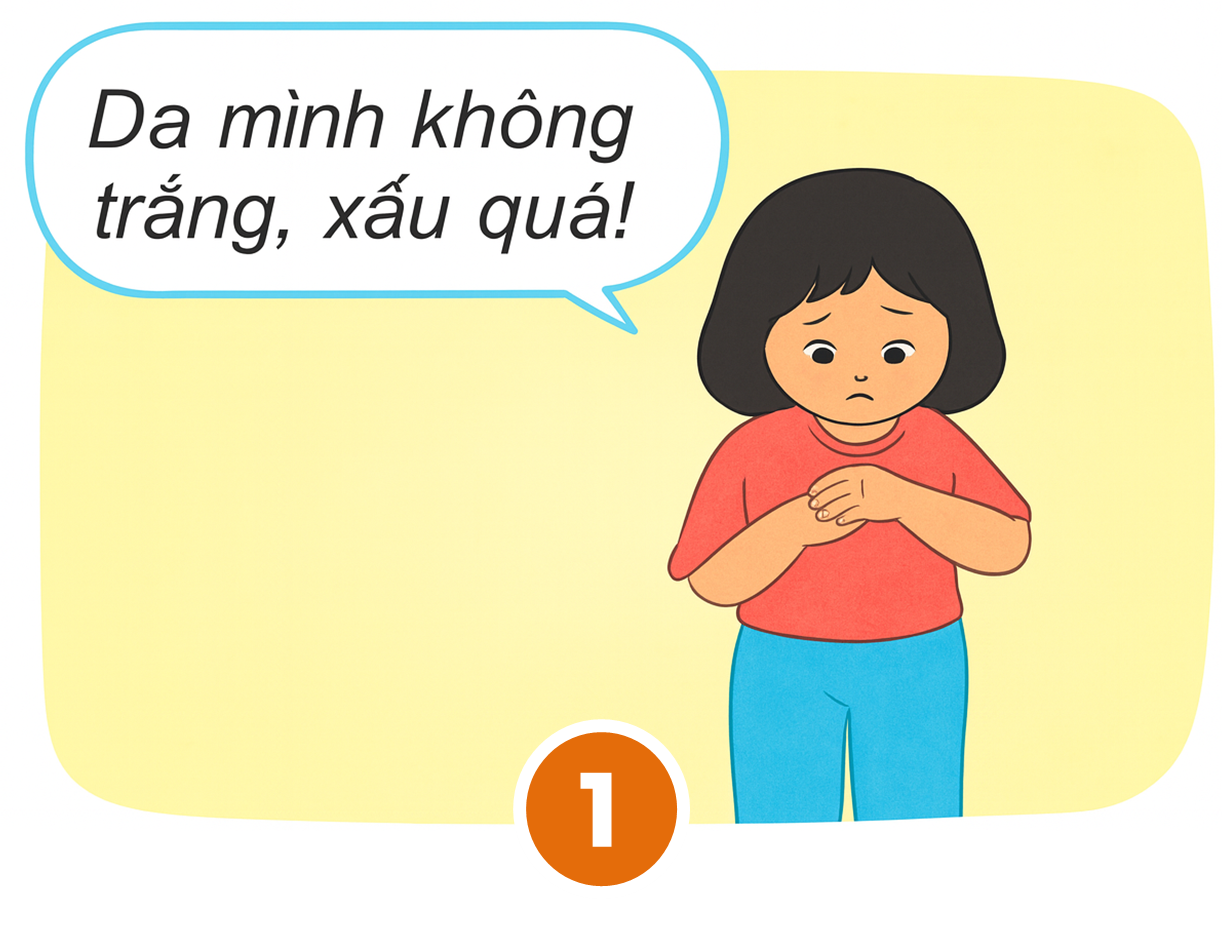 Da mình không
trắng, xấu quá!
1